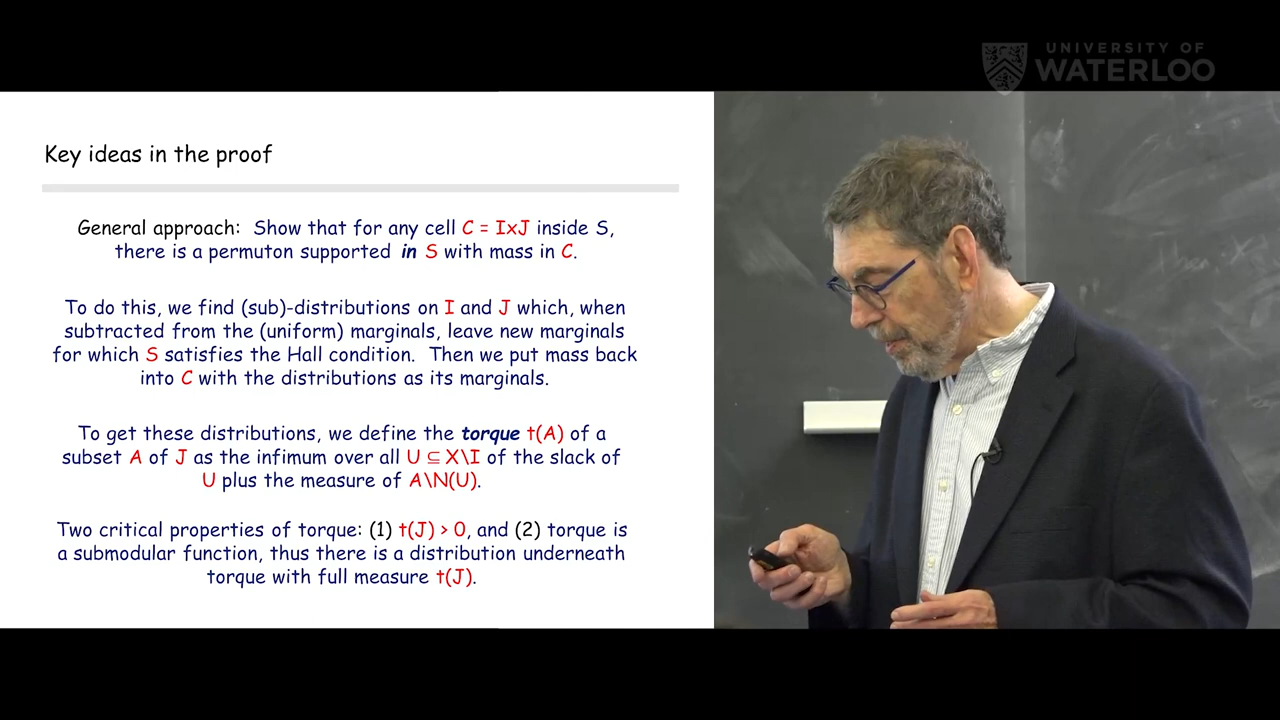 UNIVERSITY OF
WATERLOO
Key ideas in the proof
General approach: Show that for any cell C = IxJ inside S,
there is a permuton supported in S with mass in C.
To do this, we find (sub)-distributions on I and J which, when
subtracted from the (uniform) marginals, leave new marginals
for which S satisfies the Hall condition. Then we put mass back
into C with the distributions as its marginals.
To get these distributions, we define the torque t(A) of a
subset A of J as the infimum over all U ⊆ X\I of the slack of
U plus the measure of A\N(U).
Two critical properties of torque: (1) t(J) > 0, and (2) torque is
a submodular function, thus there is a distribution underneath
torque with full measure t(J).